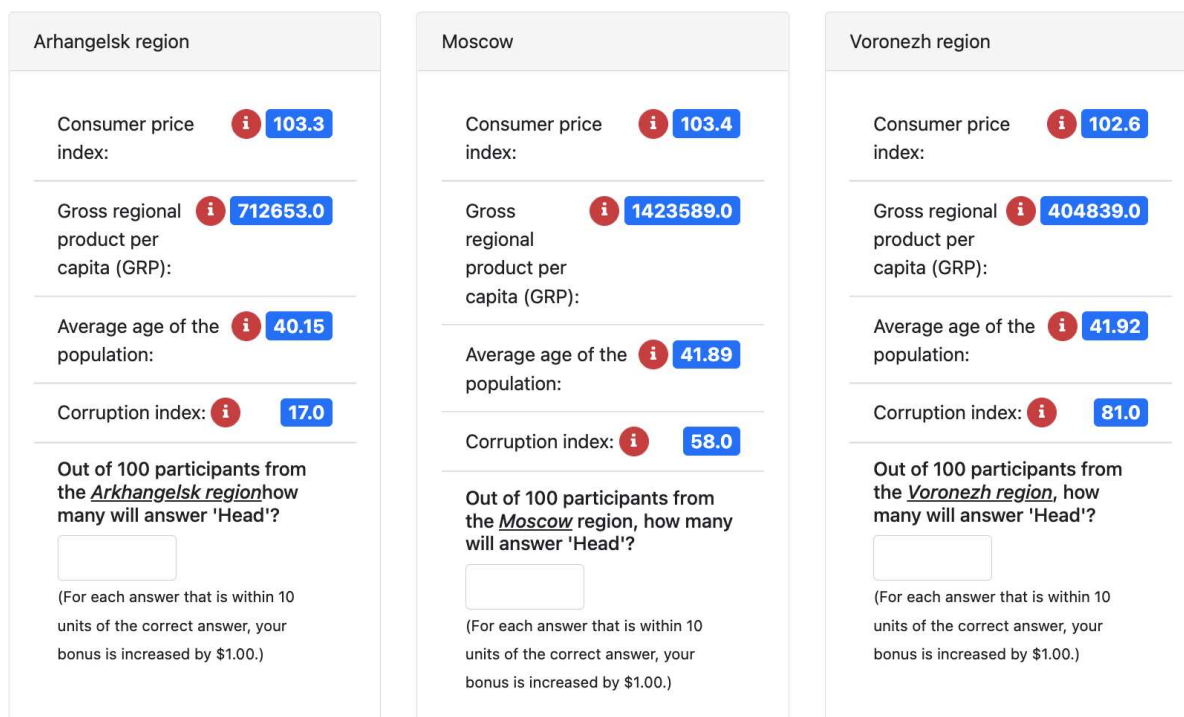 Arhangelsk region
Consumer price
index:
i 103.3
Gross regional
product per
capita (GRP):
i 712653.0
Average age of the
population:
i 40.15
Corruption index: i 17.0
Out of 100 participants from
the Arkhangelsk regionhow
many will answer 'Head'?
(For each answer that is within 10
units of the correct answer, your
bonus is increased by $1.00.)
Moscow
Consumer price
index:
i 103.4
Gross
regional
product per
capita (GRP):
i 1423589.0
Average age of the
population:
i 41.89
Corruption index: i 58.0
Out of 100 participants from
the Moscow region, how many
will answer 'Head'?
(For each answer that is within 10
units of the correct answer, your
bonus is increased by $1.00.)
Voronezh region
Consumer price
index:
i 102.6
Gross regional
product per
capita (GRP):
i 404839.0
Average age of the
population:
i 41.92
Corruption index: i 81.0
Out of 100 participants from
the Voronezh region, how
many will answer 'Head'?
(For each answer that is within 10
units of the correct answer, your
bonus is increased by $1.00.)